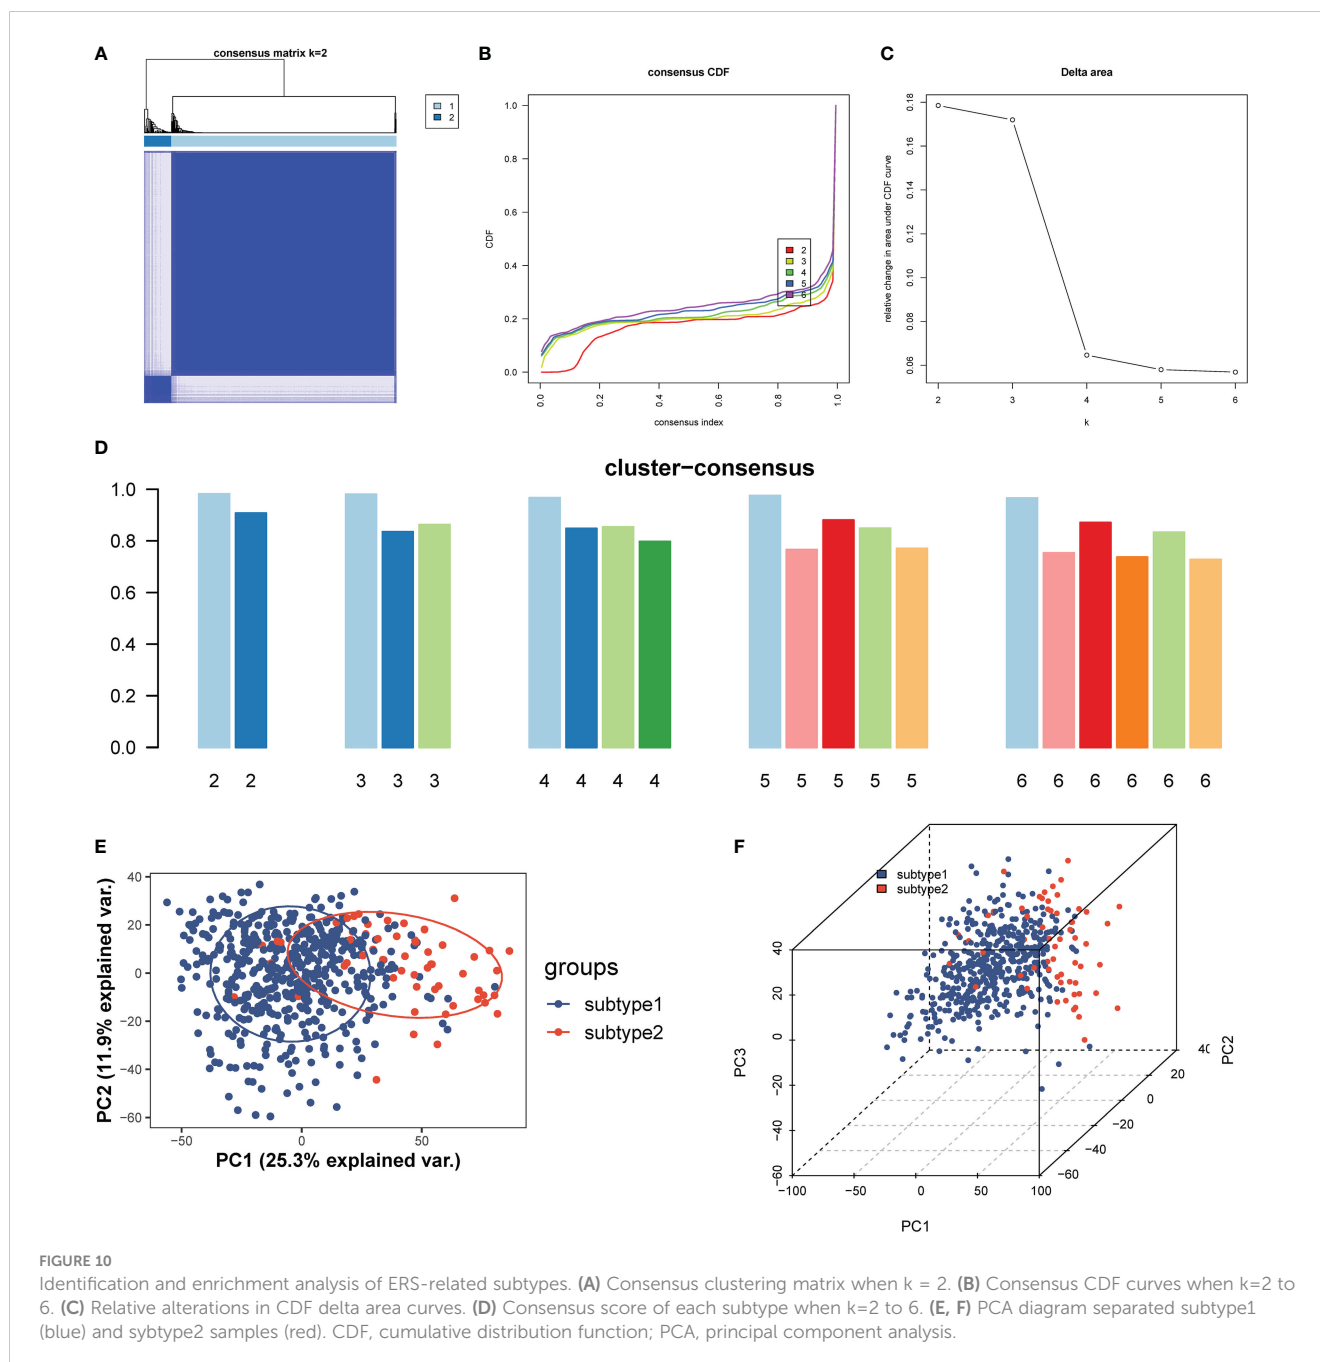 A
consensus matrix k=2
1
2
B
consensus CDF
1.0
0.8
0.6
0.4
0.2
0.0
CDF
2
3
4
5
6
0.0
0.2
0.4
0.6
0.8
1.0
consensus index
C
Delta area
0.18
0.16
0.14
0.12
0.10
0.08
0.06
relative change in area under CDF curve
2
3
4
5
6
k
D
cluster−consensus
1.0
0.8
0.6
0.4
0.2
0.0
2 2 3 3 3 4 4 4 4 5 5 5 5 5 6 6 6 6 6 6
E
40
20
0
−20
−40
−60
PC2 (11.9% explained var.)
−50
0
50
PC1 (25.3% explained var.)
groups
subtype1
subtype2
F
subtype1
subtype2
40
20
0
−20
−40
−60
PC3
−100
−50
0
50
100
PC1
−60
−40
−20
0
20
40
PC2
FIGURE 10
Identification and enrichment analysis of ERS-related subtypes. (A) Consensus clustering matrix when k = 2. (B) Consensus CDF curves when k=2 to
6. (C) Relative alterations in CDF delta area curves. (D) Consensus score of each subtype when k=2 to 6. (E, F) PCA diagram separated subtype1
(blue) and sybtype2 samples (red). CDF, cumulative distribution function; PCA, principal component analysis.